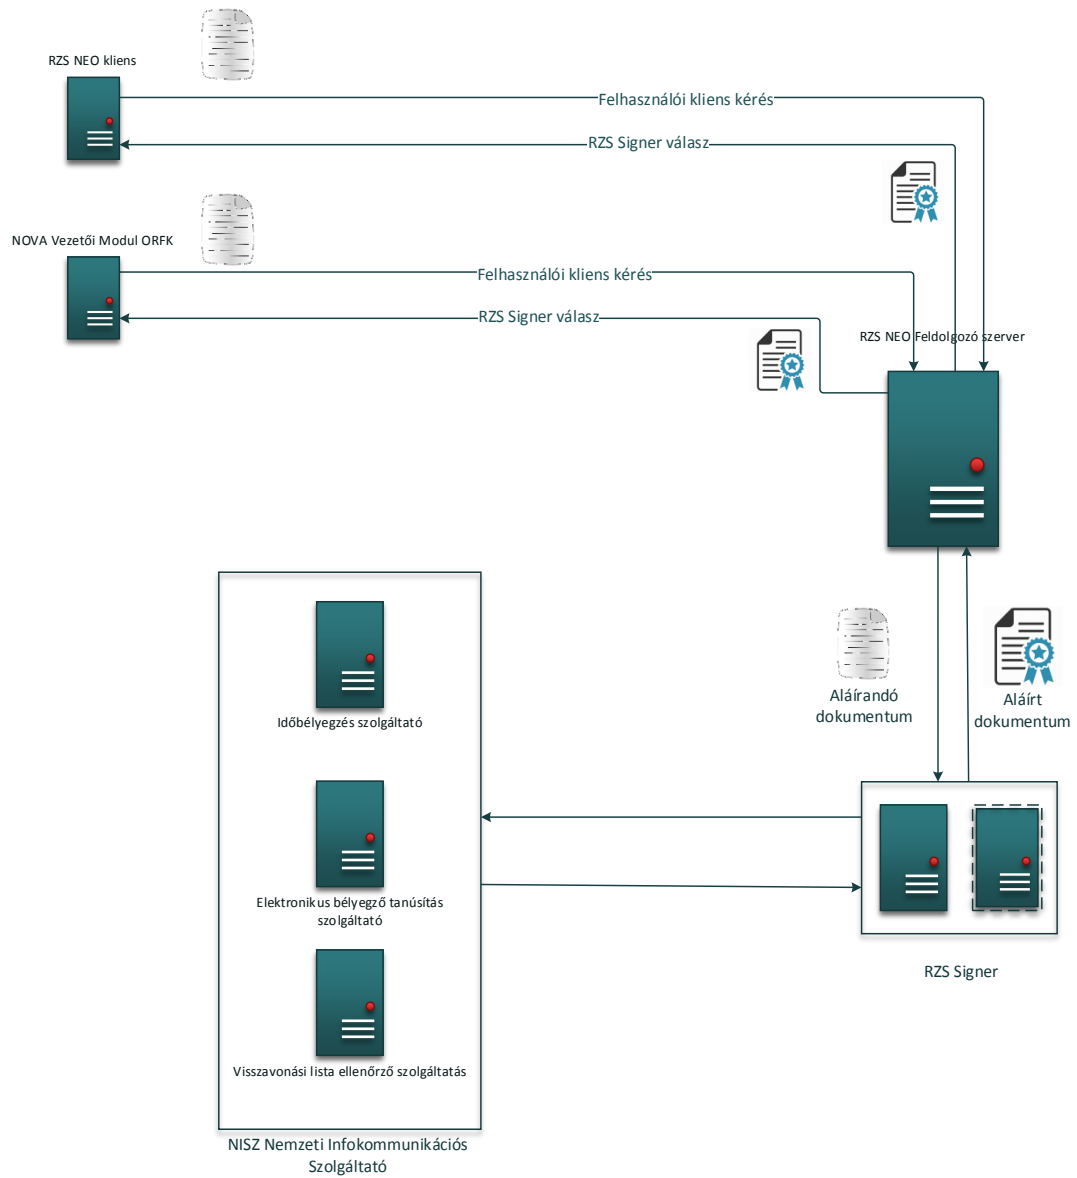 RZS NEO kliens
Felhasználói kliens kérés
RZS Signer válasz
NOVA Vezetői Modul ORFK
Felhasználói kliens kérés
RZS Signer válasz
RZS NEO Feldolgozó szerver
Aláírandó
dokumentum
Aláírt
dokumentum
Időbélyegzés szolgáltató
Elektronikus bélyegző tanúsítás
szolgáltató
RZS Signer
Visszavonási lista ellenőrző szolgáltatás
NISZ Nemzeti Infokommunikációs
Szolgáltató